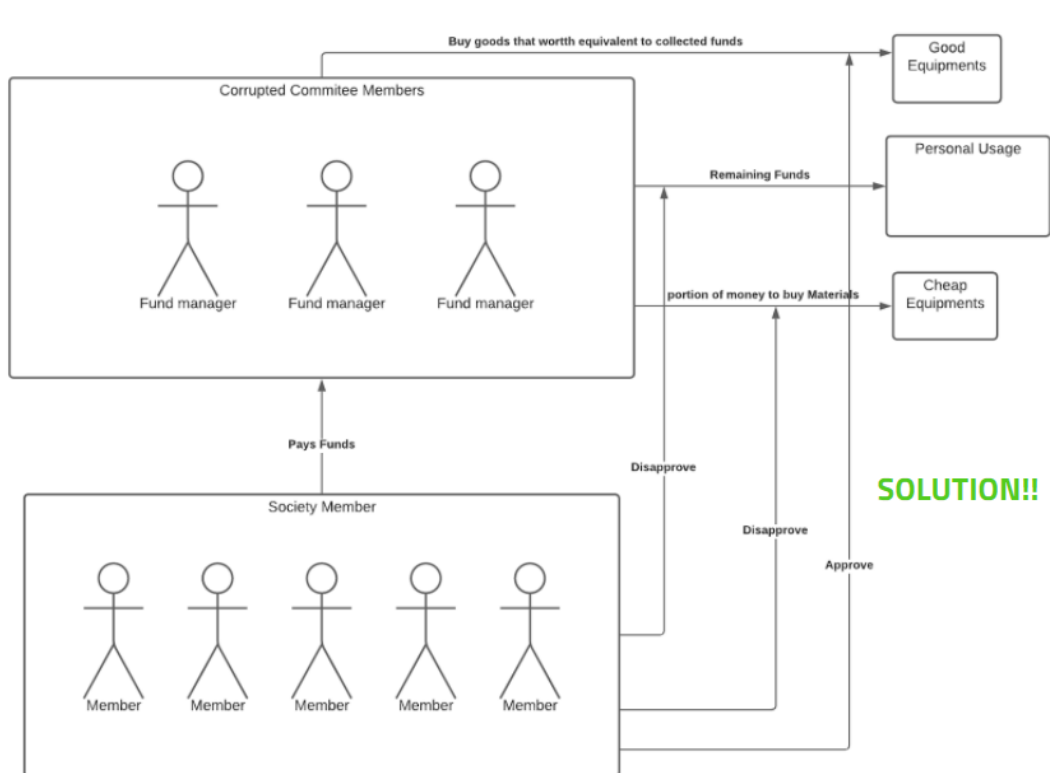 Buy goods that wortth equivalent to collected funds
Good
Equipments
Corrupted Commitee Members
Personal Usage
Remaining Funds
Fund manager
Fund manager
Fund manager
portion of money to buy Materials
Cheap
Equipments
Pays Funds
Disapprove
SOLUTION!!
Society Member
Disapprove
Approve
Member
Member
Member
Member
Member